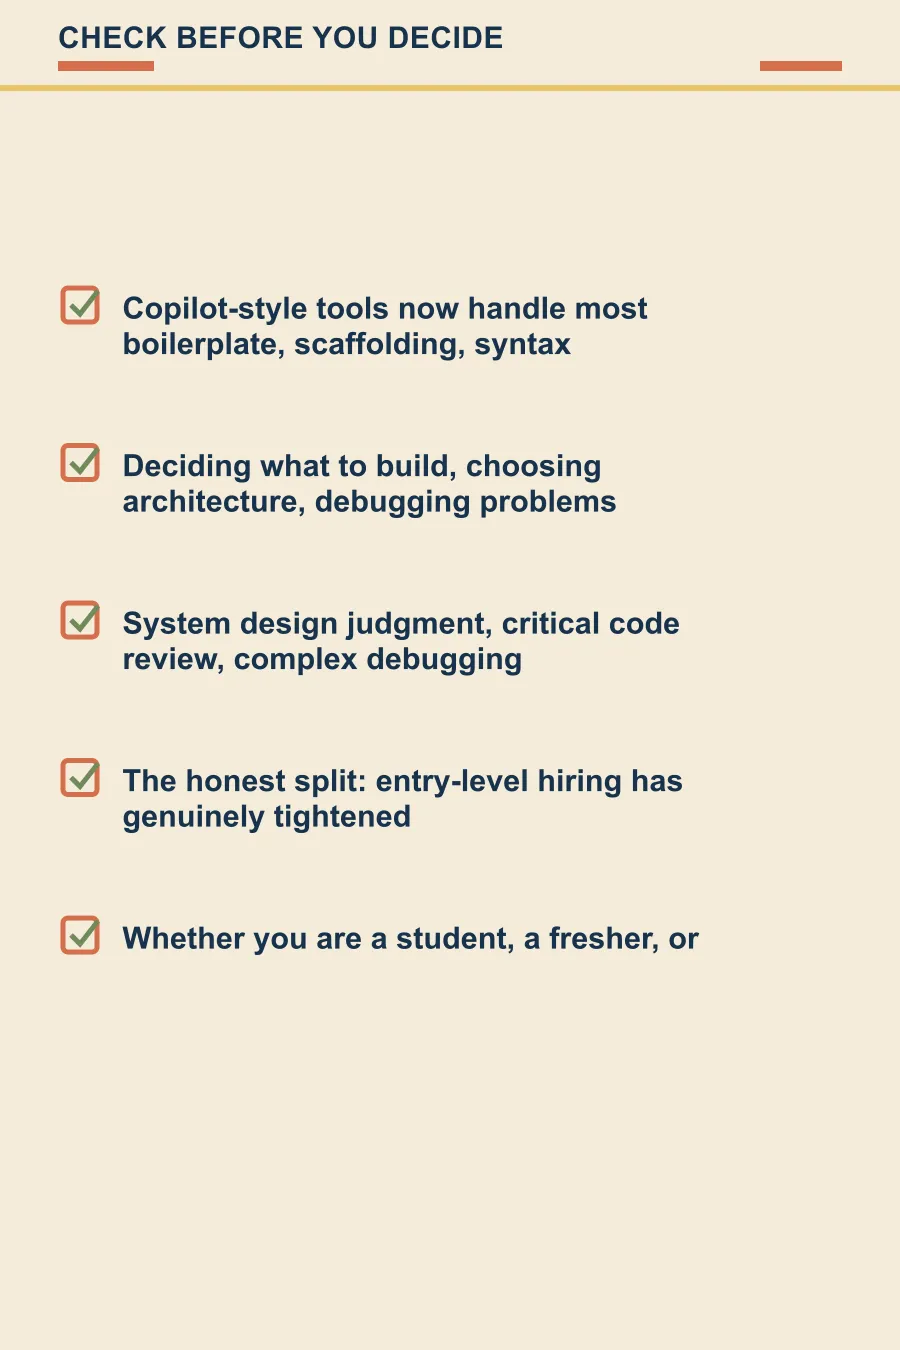 CHECK BEFORE YOU DECIDE
Copilot-style tools now handle most
boilerplate, scaffolding, syntax
Deciding what to build, choosing
architecture, debugging problems
System design judgment, critical code
review, complex debugging
The honest split: entry-level hiring has
genuinely tightened
Whether you are a student, a fresher, or